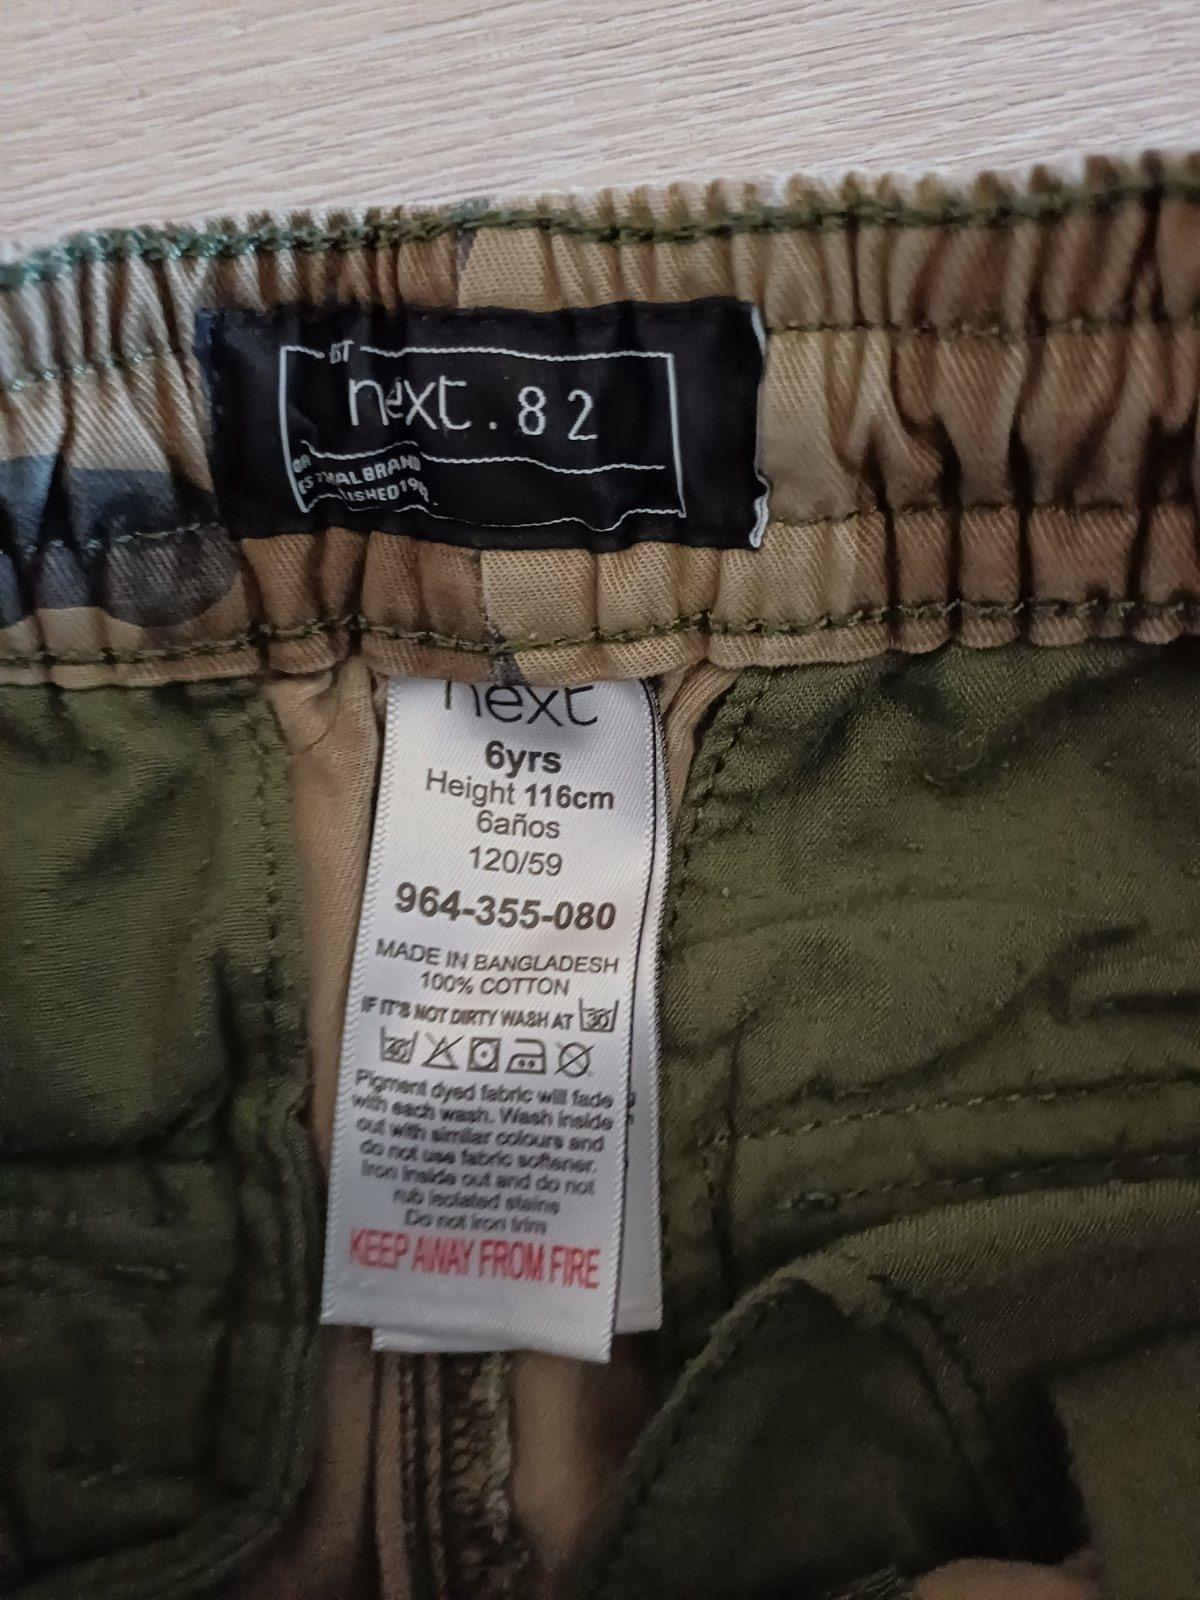 EST
next.82
next
6yrs
Height 116cm
6años
120/59
964-355-080
MADE IN BANGLADESH
100% COTTON
IF IT'S NOT DIRTY WASH AT 30
40
Pigment dyed fabric will fade
with each wash. Wash inside
out with similar colours and
do not use fabric softener.
Iron inside out and do not
rub isolated stains
Do not iron trim
KEEP AWAY FROM FIRE